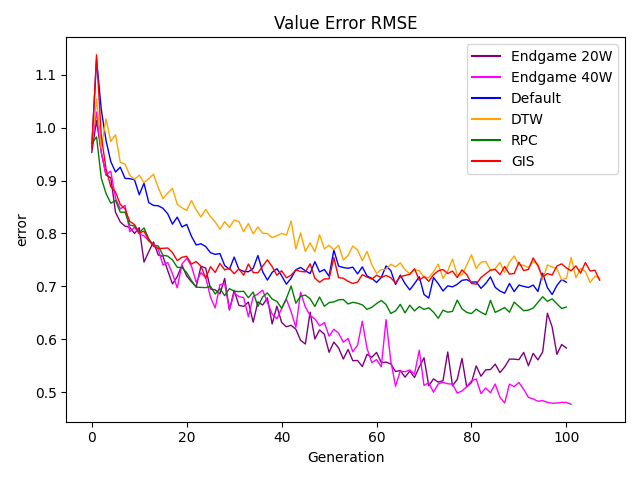 Value Error RMSE
Endgame 20W
Endgame 40W
Default
DTW
RPC
GIS
error
1.1
1.0
0.9
0.8
0.7
0.6
0.5
0
20
40
60
80
100
Generation